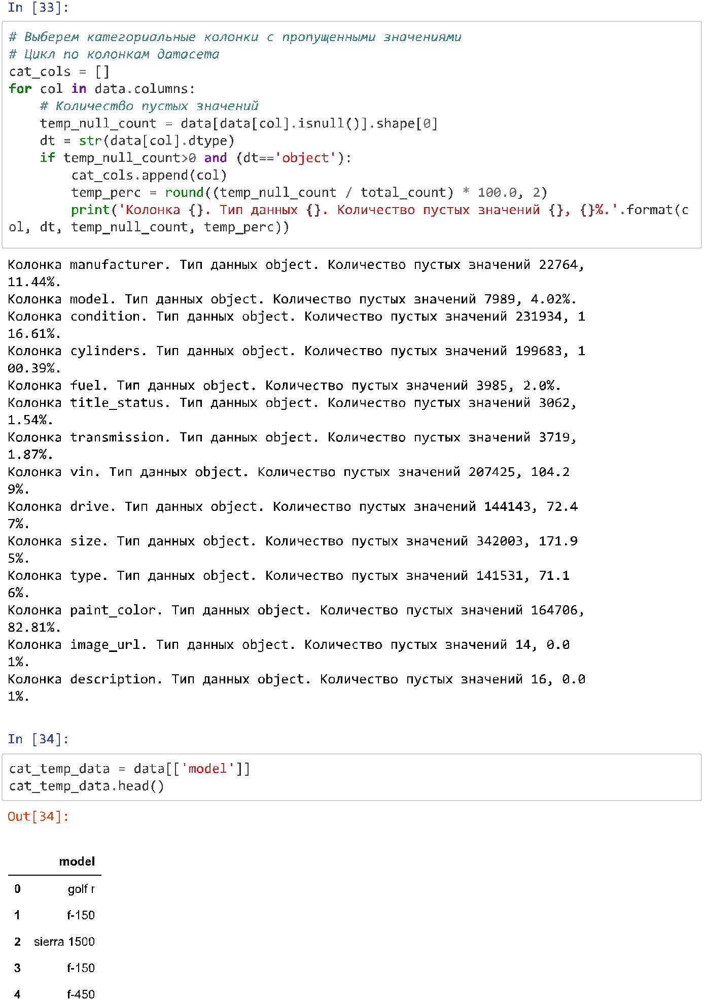 In [33]:
# Выберем категориальные колонки с пропущенными значениями
# Цикл по колонкам датасета
cat_cols = []
for col in data.columns:
    # Количество пустых значений
    temp_null_count = data[data[col].isnull()].shape[0]
    dt = str(data[col].dtype)
    if temp_null_count>0 and (dt=='object'):
        cat_cols.append(col)
        temp_perc = round((temp_null_count / total_count) * 100.0, 2)
        print('Колонка {}. Тип данных {}. Количество пустых значений {}, {}%.'.format(c
ol, dt, temp_null_count, temp_perc))
Колонка manufacturer. Тип данных object. Количество пустых значений 22764,
11.44%.
Колонка model. Тип данных object. Количество пустых значений 7989, 4.02%.
Колонка condition. Тип данных object. Количество пустых значений 231934, 1
16.61%.
Колонка cylinders. Тип данных object. Количество пустых значений 199683, 1
00.39%.
Колонка fuel. Тип данных object. Количество пустых значений 3985, 2.0%.
Колонка title_status. Тип данных object. Количество пустых значений 3062,
1.54%.
Колонка transmission. Тип данных object. Количество пустых значений 3719,
1.87%.
Колонка vin. Тип данных object. Количество пустых значений 207425, 104.2
9%.
Колонка drive. Тип данных object. Количество пустых значений 144143, 72.4
7%.
Колонка size. Тип данных object. Количество пустых значений 342003, 171.9
5%.
Колонка type. Тип данных object. Количество пустых значений 141531, 71.1
6%.
Колонка paint_color. Тип данных object. Количество пустых значений 164706,
82.81%.
Колонка image_url. Тип данных object. Количество пустых значений 14, 0.0
1%.
Колонка description. Тип данных object. Количество пустых значений 16, 0.0
1%.
In [34]:
cat_temp_data = data[['model']]
cat_temp_data.head()
Out[34]:
model
0 golf r
1 f-150
2 sierra 1500
3 f-150
4 f-450